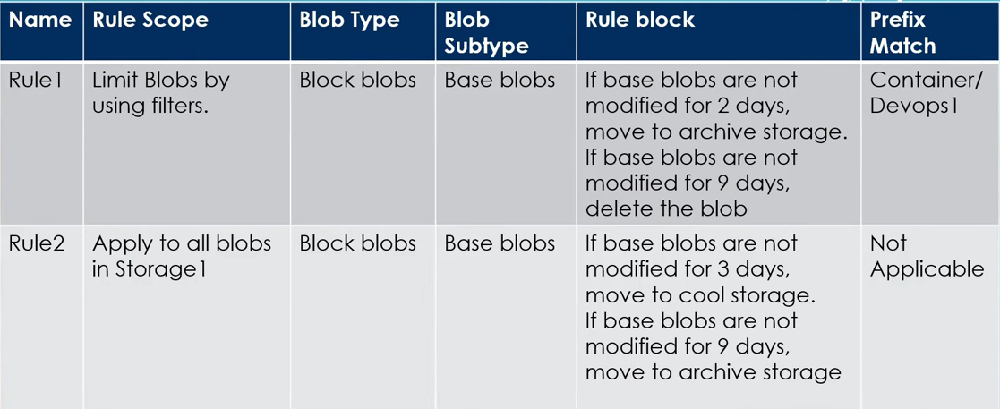 Name
Rule Scope
Blob Type
Blob
Subtype
Rule block
Prefix
Match
Rule1
Limit Blobs by
using filters.
Block blobs
Base blobs
If base blobs are not
modified for 2 days,
move to archive storage.
If base blobs are not
modified for 9 days,
delete the blob
Container/
Devops1
Rule2
Apply to all blobs
in Storage1
Block blobs
Base blobs
If base blobs are not
modified for 3 days,
move to cool storage.
If base blobs are not
modified for 9 days,
move to archive storage
Not
Applicable